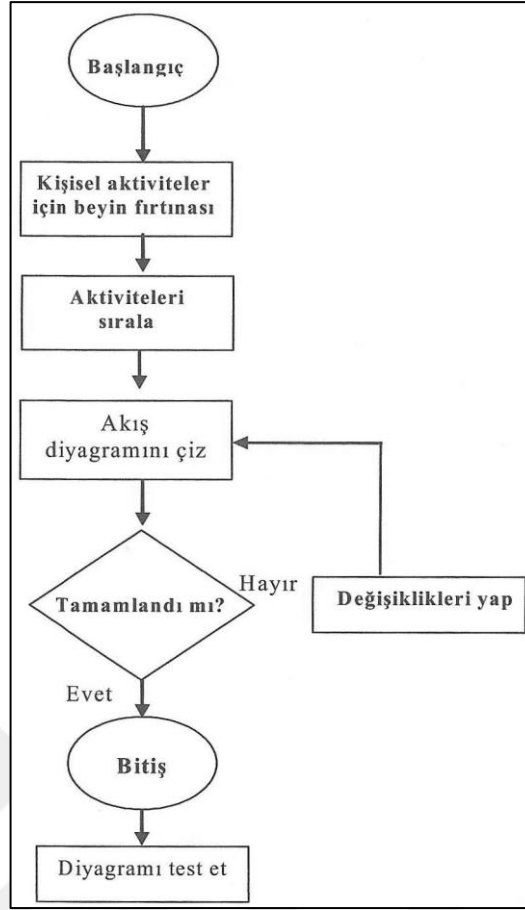 Başlangıç
Kişisel aktiviteler
için beyin fırtınası
Aktiviteleri
sırala
Akış
diyagramını çiz
Tamamlandı mı?
Hayır
Değişiklikleri yap
Evet
Bitiş
Diyagramı test et